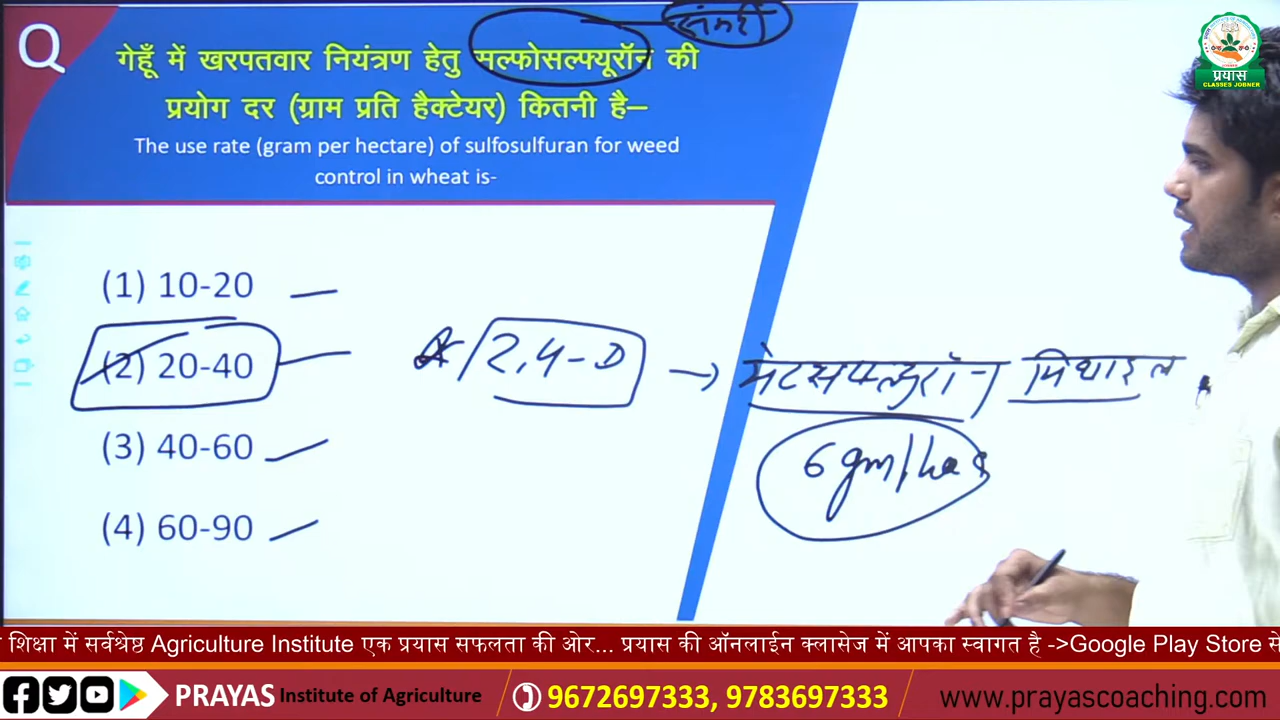 Q
गेहूँ में खरपतवार नियंत्रण हेतु सल्फोसल्फ्यूरॉन की
प्रयोग दर (ग्राम प्रति हैक्टेयर) कितनी है–
The use rate (gram per hectare) of sulfosulfuran for weed
control in wheat is-
(1) 10-20
(2) 20-40
(3) 40-60
(4) 60-90
2,4-D → मेटसल्फ्यूरॉन मिथाइल
6 gm/
प्रयास
CLASSES JOBNER
शिक्षा में सर्वश्रेष्ठ Agriculture Institute एक प्रयास सफलता की ओर... प्रयास की ऑनलाईन क्लासेज में आपका स्वागत है ->Google Play Store से
PRAYAS Institute of Agriculture
9672697333, 9783697333
www.prayascoaching.com